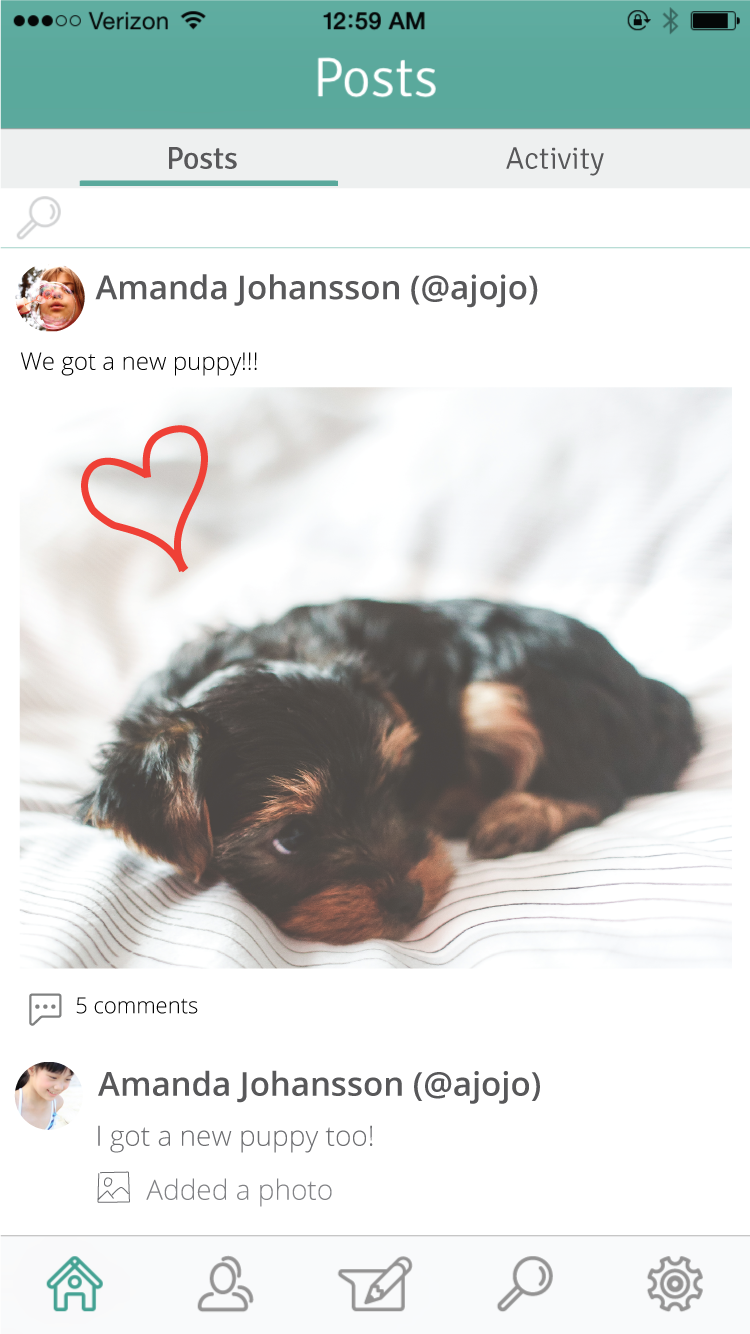 Verizon 12:59 AM
Posts
Posts Activity
Amanda Johansson (@ajojo)
We got a new puppy!!!
5 comments
Amanda Johansson (@ajojo)
I got a new puppy too!
Added a photo